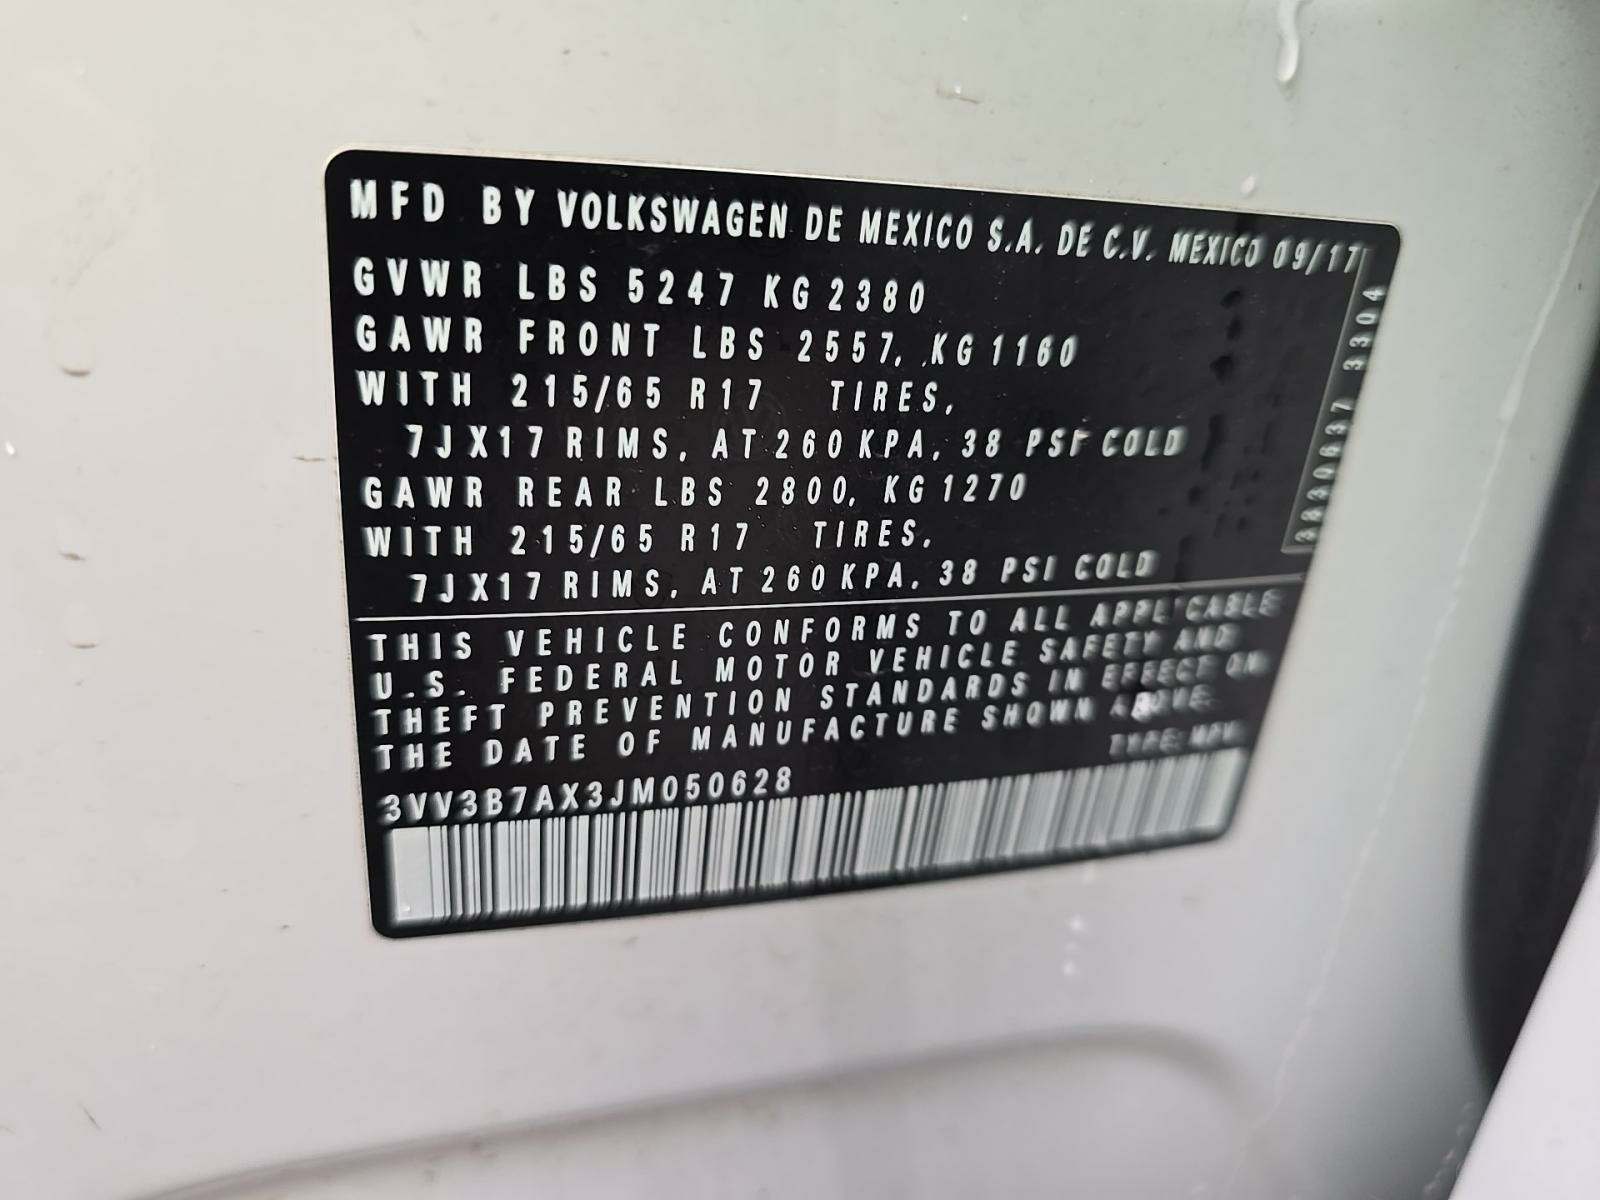 MFD BY VOLKSWAGEN DE MEXICO S.A. DE C.V. MEXICO 09/17
GVWR LBS 5247 KG 2380
GAWR FRONT LBS 2557, KG 1160
WITH 215/65 R17 TIRES,
7JX17 RIMS, AT 260 KPA, 38 PSI COLD
GAWR REAR LBS 2800, KG 1270
WITH 215/65 R17 TIRES,
7JX17 RIMS, AT 260 KPA, 38 PSI COLD
THIS VEHICLE CONFORMS TO ALL APPLICABLE
U.S. FEDERAL MOTOR VEHICLE SAFETY AND
THEFT PREVENTION STANDARDS IN EFFECT ON
THE DATE OF MANUFACTURE SHOWN ABOVE.
TYPE: MPV
3VV3B7AX3JM050628